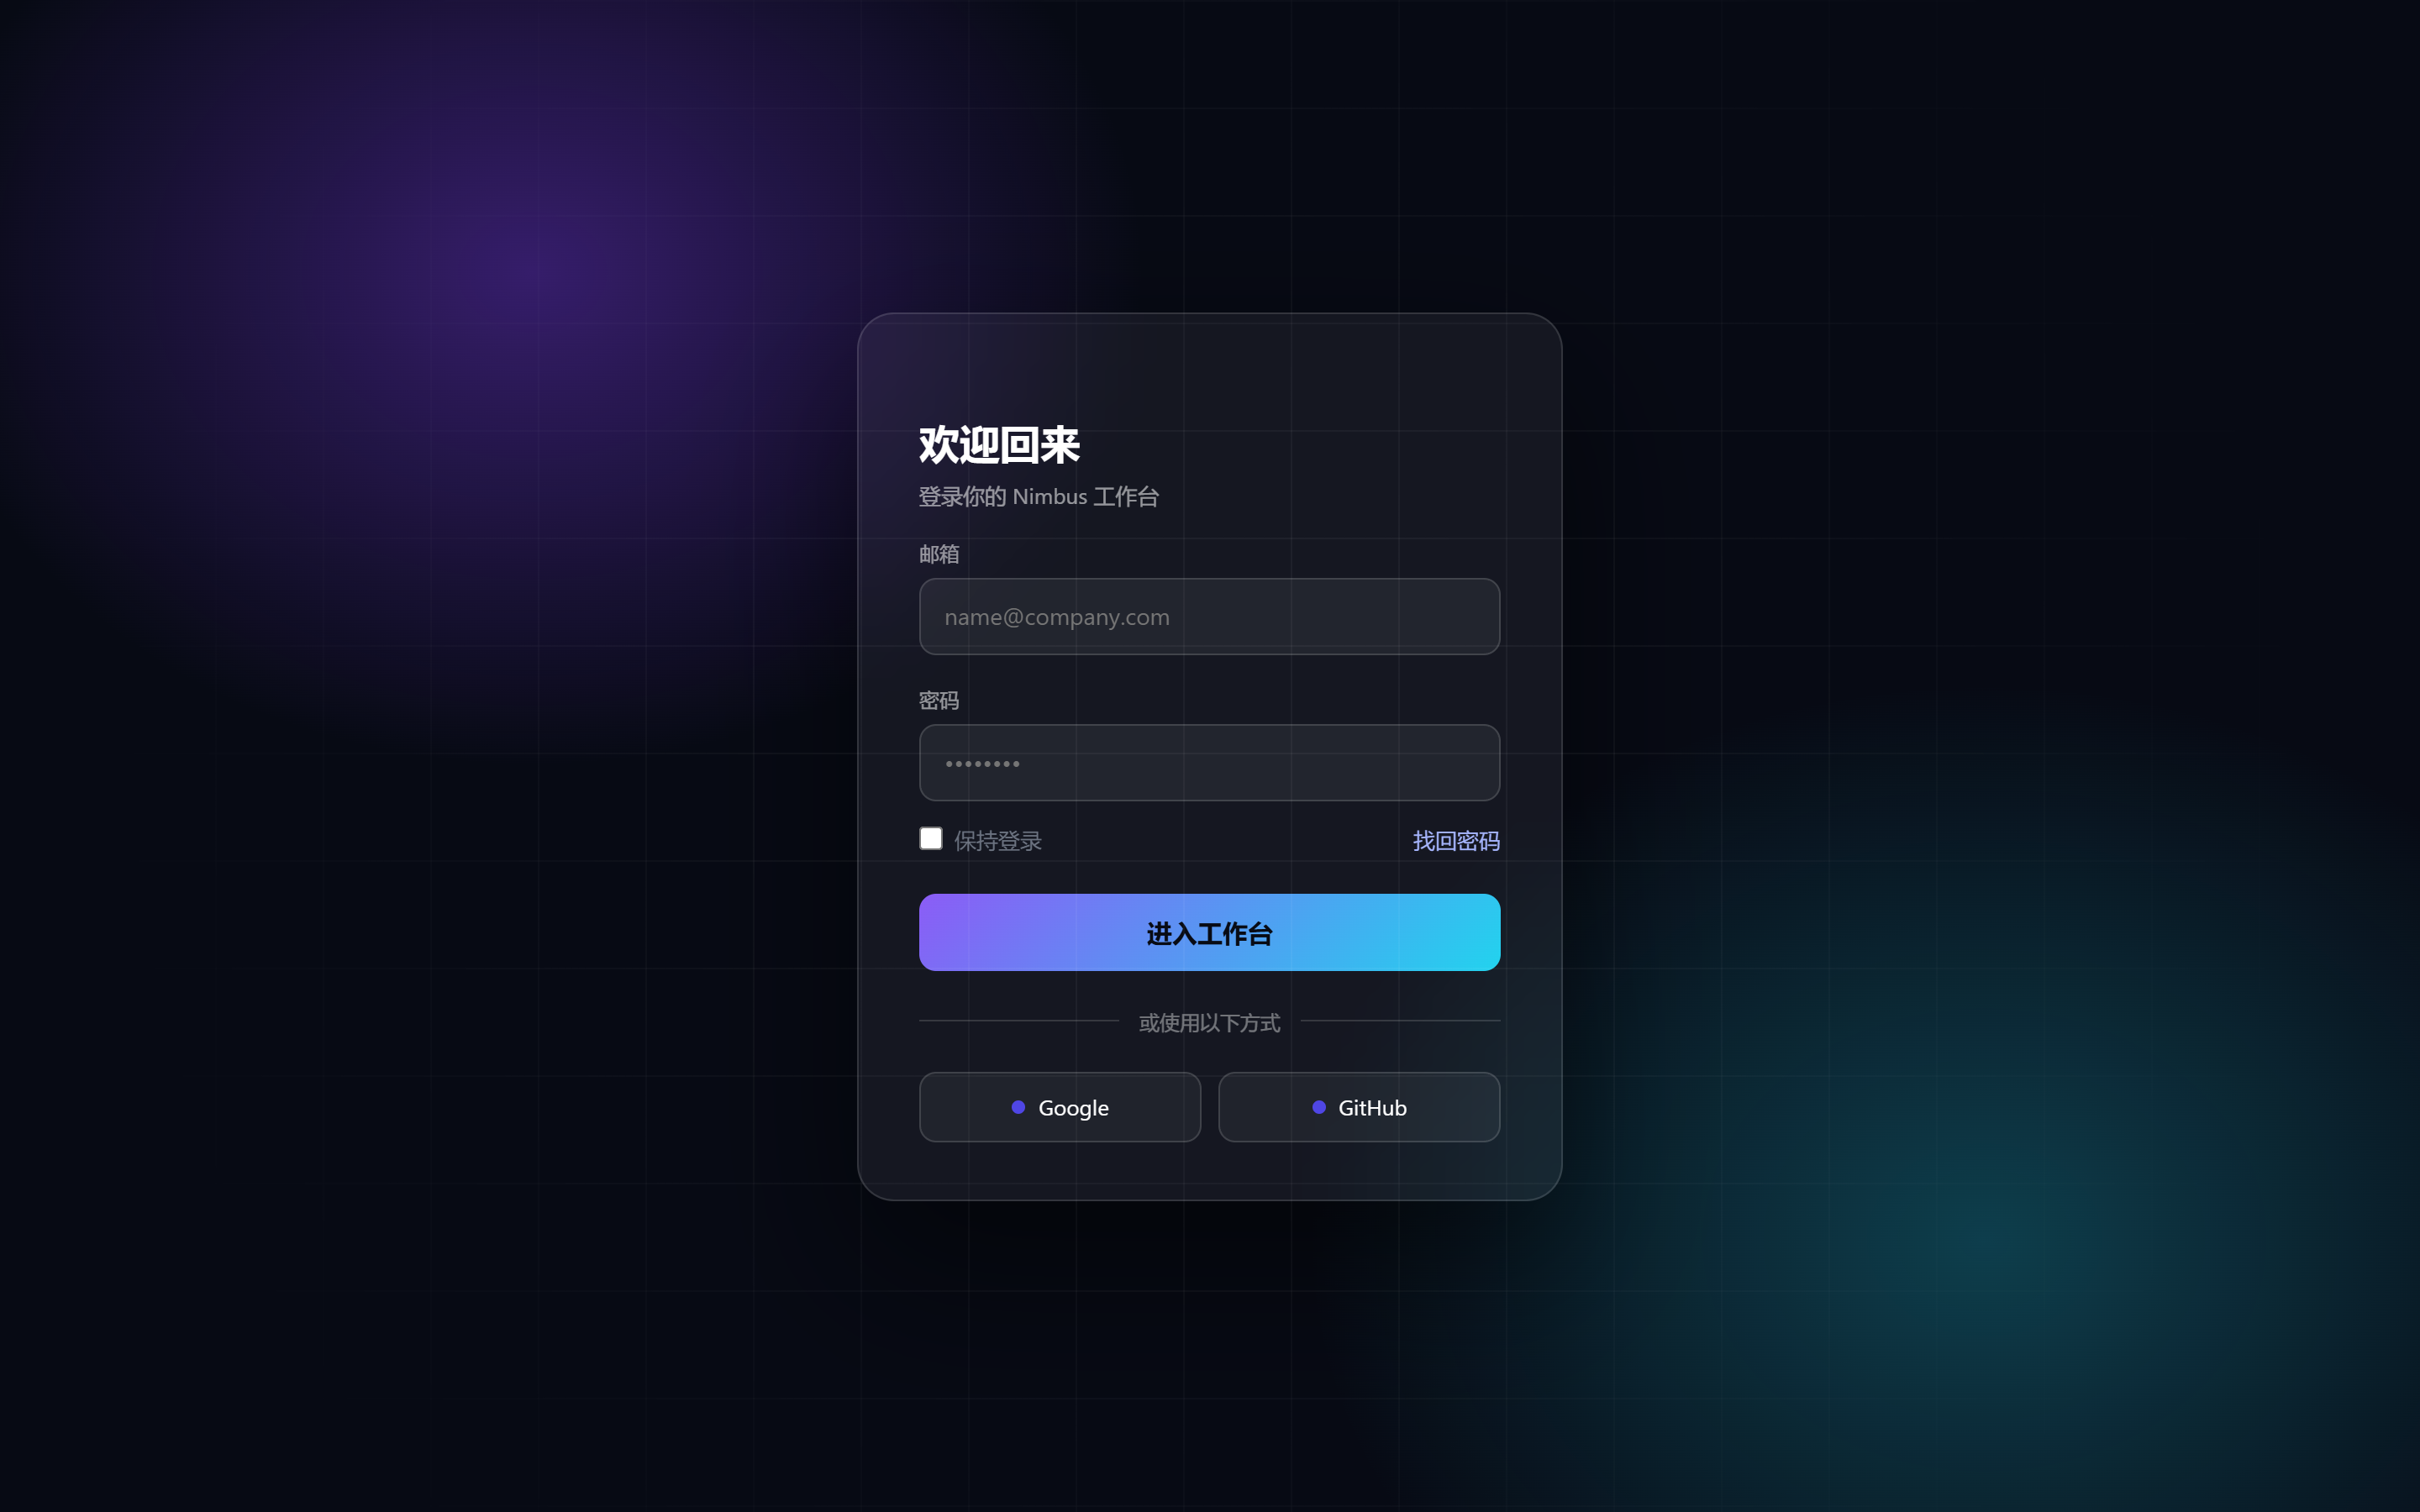 欢迎回来
登录你的 Nimbus 工作台
邮箱
name@company.com
密码
••••••••
保持登录 找回密码
进入工作台
或使用以下方式
Google GitHub